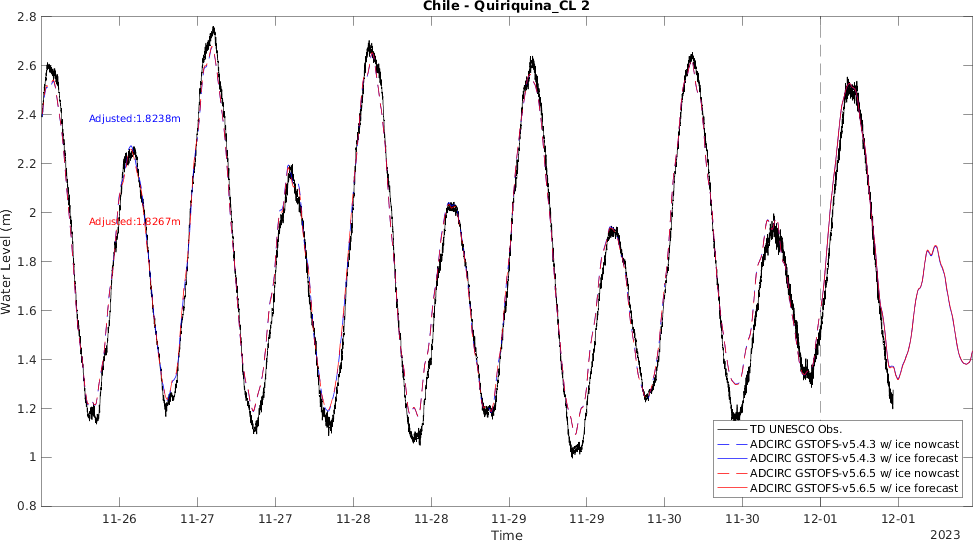 Chile - Quiriquina_CL 2
2.8
2.6
2.4
2.2
2
1.8
1.6
1.4
1.2
1
0.8
Water Level (m)
Adjusted:1.8238m
Adjusted:1.8267m
TD UNESCO Obs.
ADCIRC GSTOFS-v5.4.3 w/ ice nowcast
ADCIRC GSTOFS-v5.4.3 w/ ice forecast
ADCIRC GSTOFS-v5.6.5 w/ ice nowcast
ADCIRC GSTOFS-v5.6.5 w/ ice forecast
11-26 11-27 11-27 11-28 11-28 11-29 11-29 11-30 11-30 12-01 12-01
Time
2023